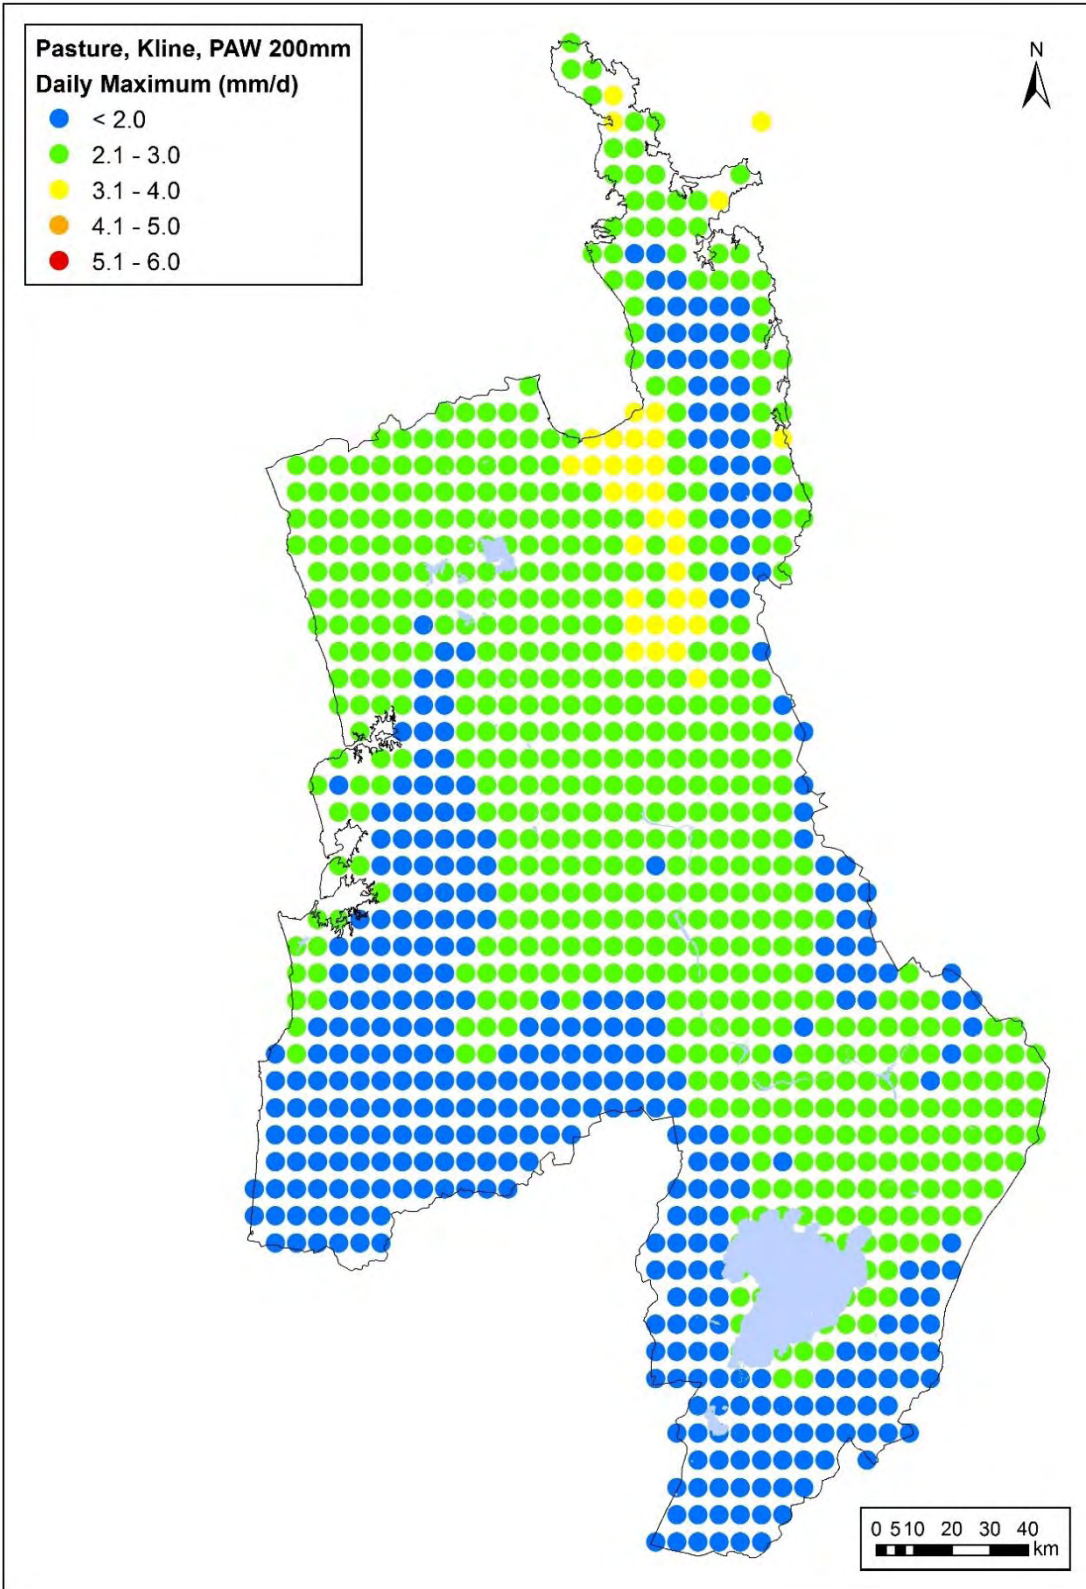 Pasture, Kline, PAW 200mm
Daily Maximum (mm/d)
< 2.0
2.1 - 3.0
3.1 - 4.0
4.1 - 5.0
5.1 - 6.0
N
0 5 10 20 30 40
km